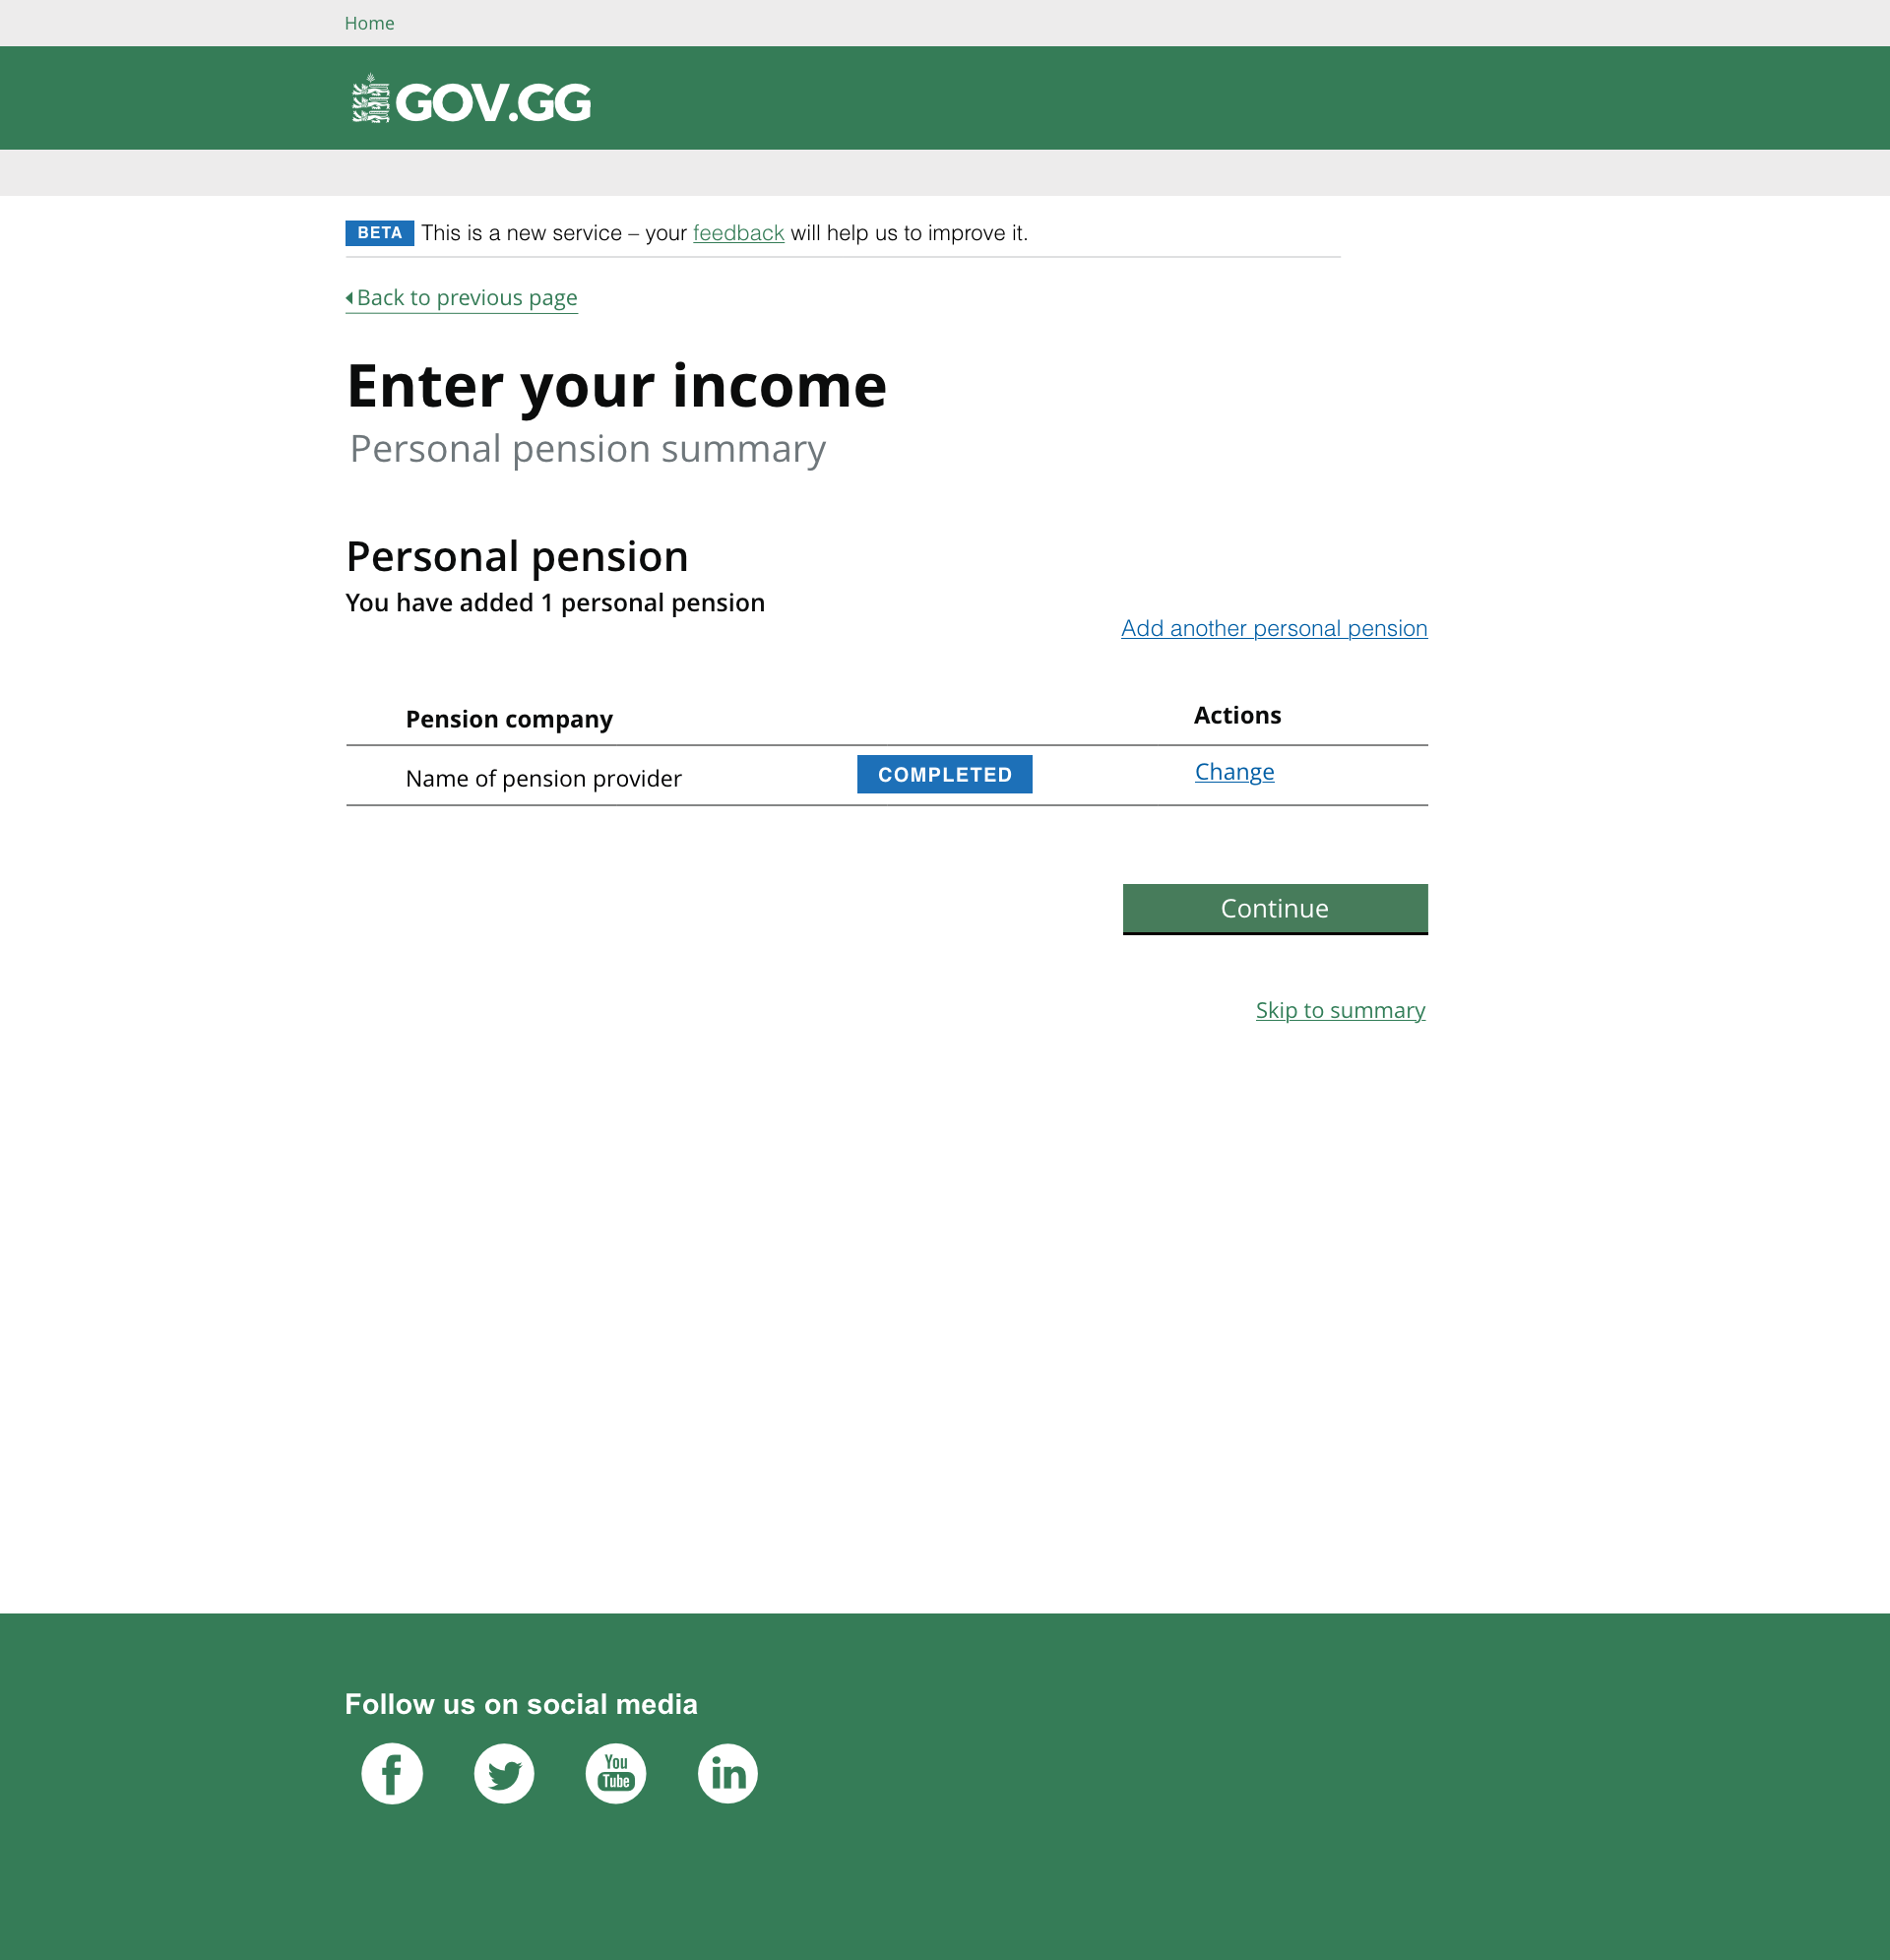 Home
GOV.GG
BETA This is a new service – your feedback will help us to improve it.
Back to previous page
Enter your income
Personal pension summary
Personal pension
You have added 1 personal pension
Add another personal pension
Pension company Actions
Name of pension provider COMPLETED Change
Continue
Skip to summary
Follow us on social media
f You Tube in